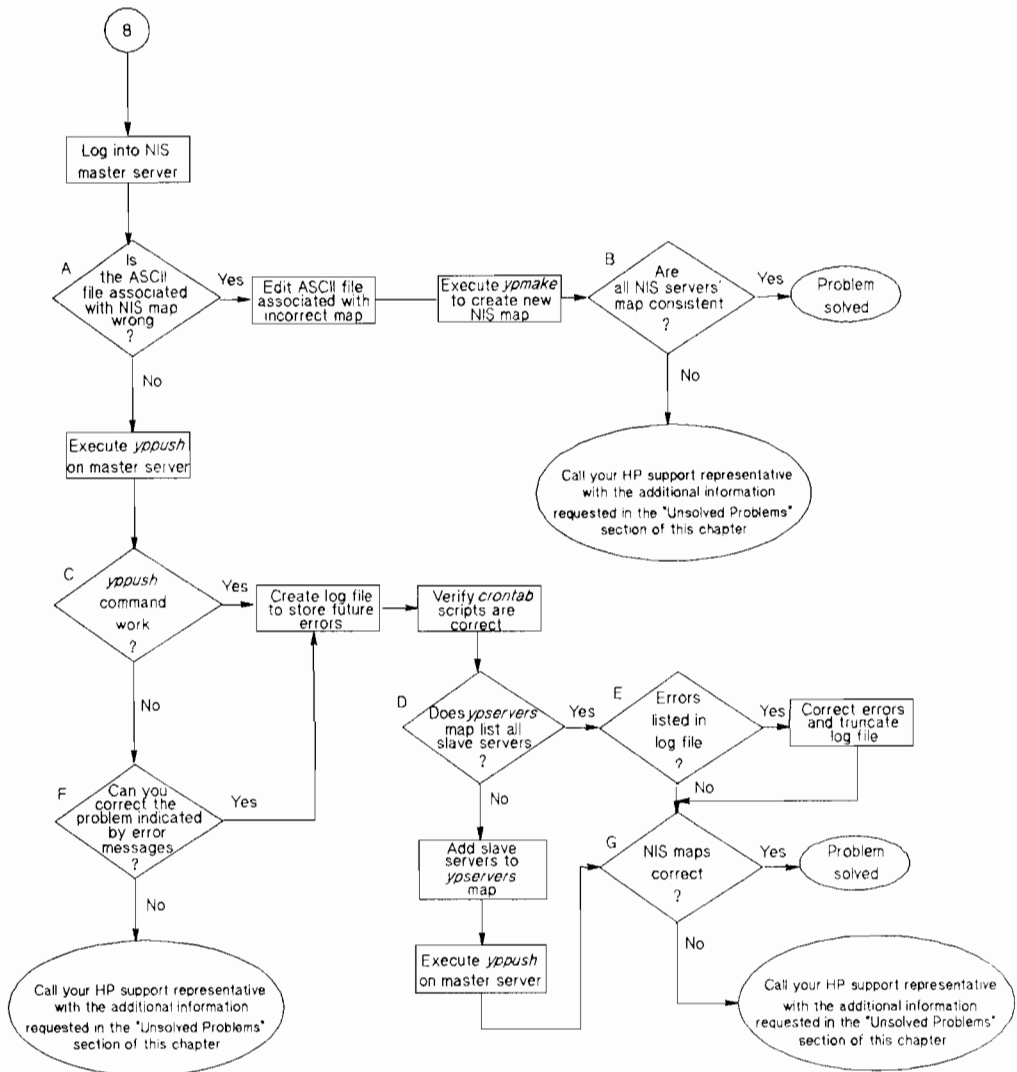 8
Log into NIS
master server
A
Is
the ASCII
file associated
with NIS map
wrong
?
Yes
Edit ASCII file
associated with
incorrect map
Execute ypmake
to create new
NIS map
B
Are
all NIS servers'
map consistent
?
Yes
Problem
solved
No
No
Call your HP support representative
with the additional information
requested in the "Unsolved Problems"
section of this chapter
Execute yppush
on master server
C
yppush
command
work
?
Yes
Create log file
to store future
errors
Verify crontab
scripts are
correct
No
D
Does ypservers
map list all
slave servers
?
Yes
E
Errors
listed in
log file
?
Yes
Correct errors
and truncate
log file
F
Can you
correct the
problem indicated
by error
messages
?
Yes
No
No
Add slave
servers to
ypservers
map
G
NIS maps
correct
?
Yes
Problem
solved
No
No
Execute yppush
on master server
Call your HP support representative
with the additional information
requested in the "Unsolved Problems"
section of this chapter
Call your HP support representative
with the additional information
requested in the "Unsolved Problems"
section of this chapter